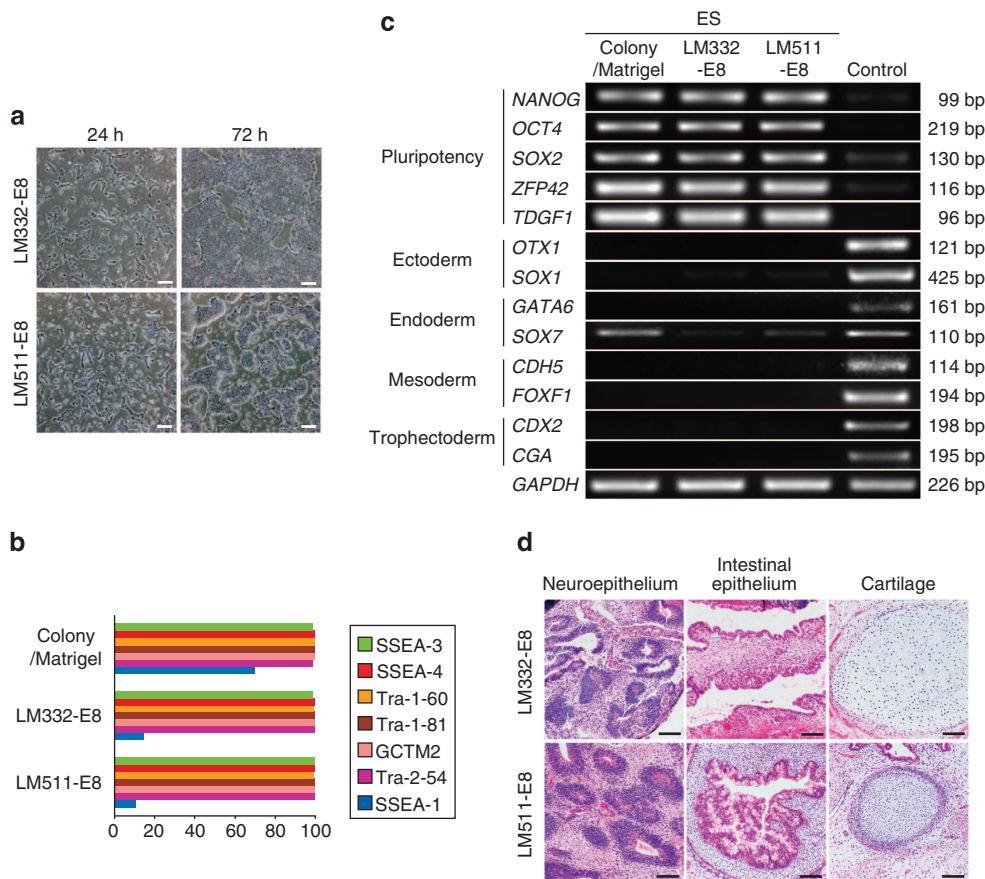 a
24 h 72 h
LM332-E8
LM511-E8
b
Colony
/Matrigel
LM332-E8
LM511-E8
0 20 40 60 80 100
SSEA-3
SSEA-4
Tra-1-60
Tra-1-81
GCTM2
Tra-2-54
SSEA-1
c
ES
Colony
/Matrigel
LM332
-E8
LM511
-E8
Control
Pluripotency
NANOG 99 bp
OCT4 219 bp
SOX2 130 bp
ZFP42 116 bp
TDGF1 96 bp
Ectoderm
OTX1 121 bp
SOX1 425 bp
Endoderm
GATA6 161 bp
SOX7 110 bp
Mesoderm
CDH5 114 bp
FOXF1 194 bp
Trophectoderm
CDX2 198 bp
CGA 195 bp
GAPDH 226 bp
d
Neuroepithelium
Intestinal
epithelium
Cartilage
LM332-E8
LM511-E8